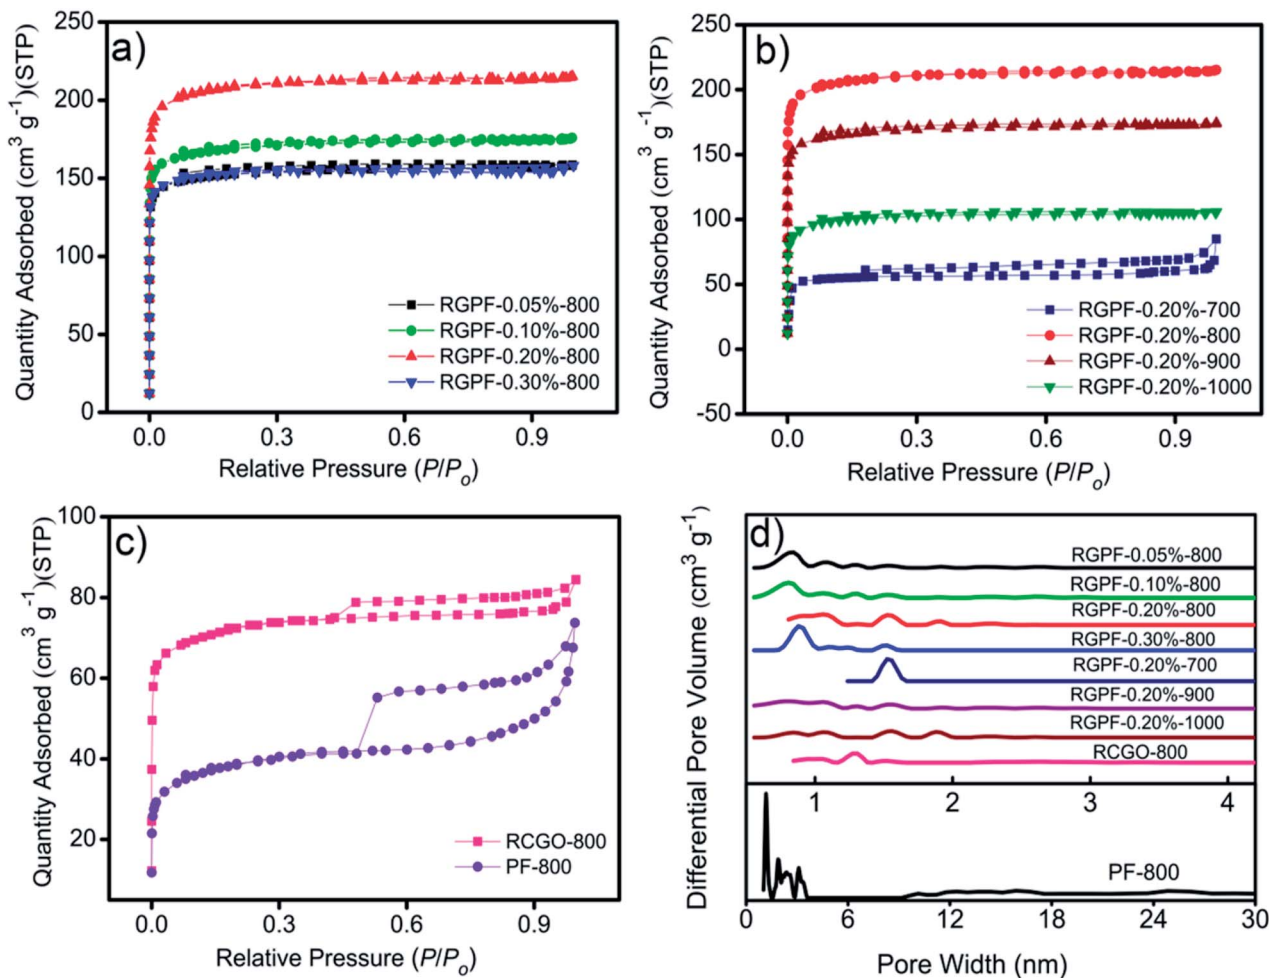 a)
250
200
150
100
50
0
Quantity Adsorbed (cm³ g⁻¹)(STP)
RGPF-0.05%-800
RGPF-0.10%-800
RGPF-0.20%-800
RGPF-0.30%-800
0.0 0.3 0.6 0.9
Relative Pressure (P/Pₒ)
b)
250
200
150
100
50
0
-50
Quantity Adsorbed (cm³ g⁻¹)(STP)
RGPF-0.20%-700
RGPF-0.20%-800
RGPF-0.20%-900
RGPF-0.20%-1000
0.0 0.3 0.6 0.9
Relative Pressure (P/Pₒ)
c)
100
80
60
40
20
Quantity Adsorbed (cm³ g⁻¹)(STP)
RCGO-800
PF-800
0.0 0.3 0.6 0.9
Relative Pressure (P/Pₒ)
d)
Differential Pore Volume (cm³ g⁻¹)
RGPF-0.05%-800
RGPF-0.10%-800
RGPF-0.20%-800
RGPF-0.30%-800
RGPF-0.20%-700
RGPF-0.20%-900
RGPF-0.20%-1000
RCGO-800
1 2 3 4
PF-800
0 6 12 18 24 30
Pore Width (nm)